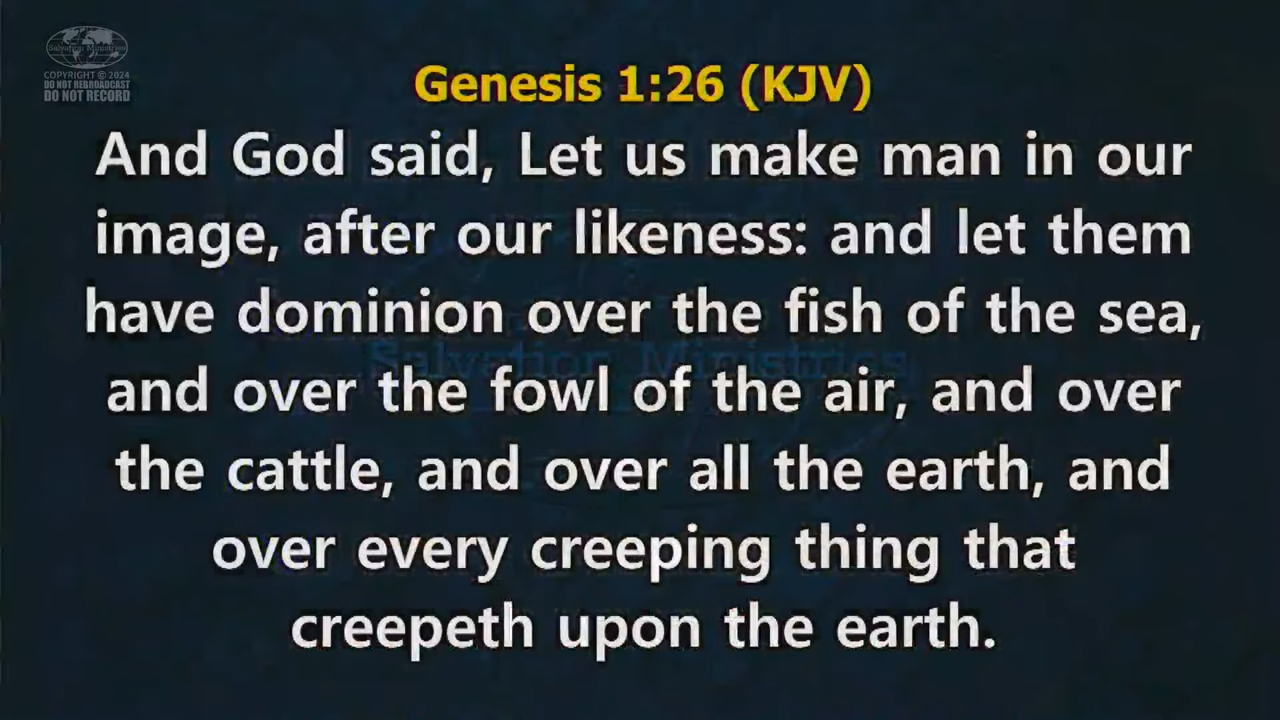 Salvation Ministries
COPYRIGHT © 2024
DO NOT REBROADCAST
DO NOT RECORD
Genesis 1:26 (KJV)
And God said, Let us make man in our
image, after our likeness: and let them
have dominion over the fish of the sea,
Salvation Ministries
and over the fowl of the air, and over
the cattle, and over all the earth, and
over every creeping thing that
creepeth upon the earth.